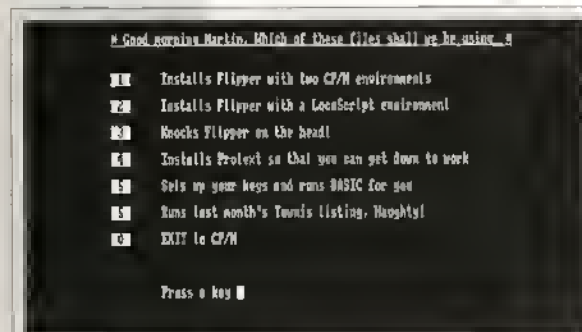 * Good morning Martin. Which of these files shall we be using *
1 Installs Flipper with two CP/M environments
2 Installs Flipper with a LocoScript environment
3 Knocks Flipper on the head!
4 Installs Protext so that you can get down to work
5 Sets up your keys and runs BASIC for you
6 Runs last month's Tennis listing. Naughty!
0 EXIT to CP/M
Press a key